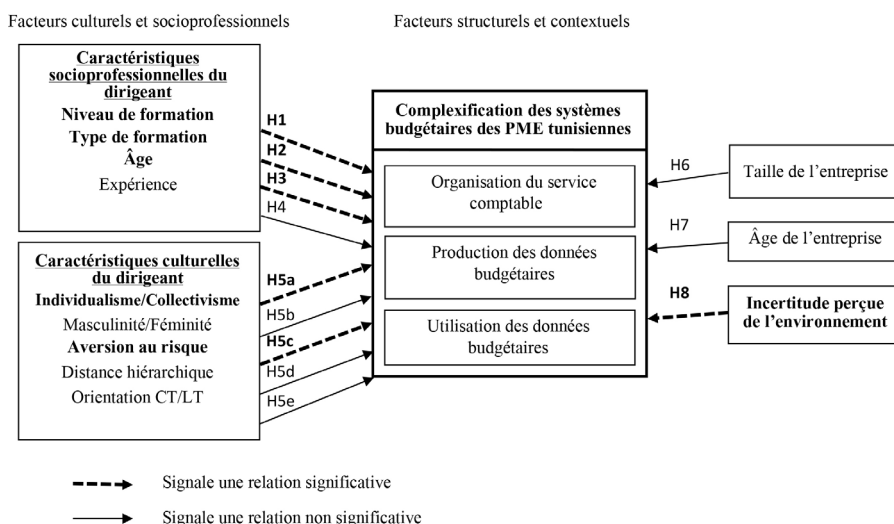 Facteurs culturels et socioprofessionnels
Facteurs structurels et contextuels
Caractéristiques
socioprofessionnelles du
dirigeant
Niveau de formation
Type de formation
Âge
Expérience
H1
H2
H3
H4
Caractéristiques culturelles
du dirigeant
Individualisme/Collectivisme
Masculinité/Féminité
Aversion au risque
Distance hiérarchique
Orientation CT/LT
H5a
H5b
H5c
H5d
H5e
Complexification des systèmes
budgétaires des PME tunisiennes
Organisation du service
comptable
Production des données
budgétaires
Utilisation des données
budgétaires
H6
Taille de l’entreprise
H7
Âge de l’entreprise
H8
Incertitude perçue
de l’environnement
Signale une relation significative
Signale une relation non significative